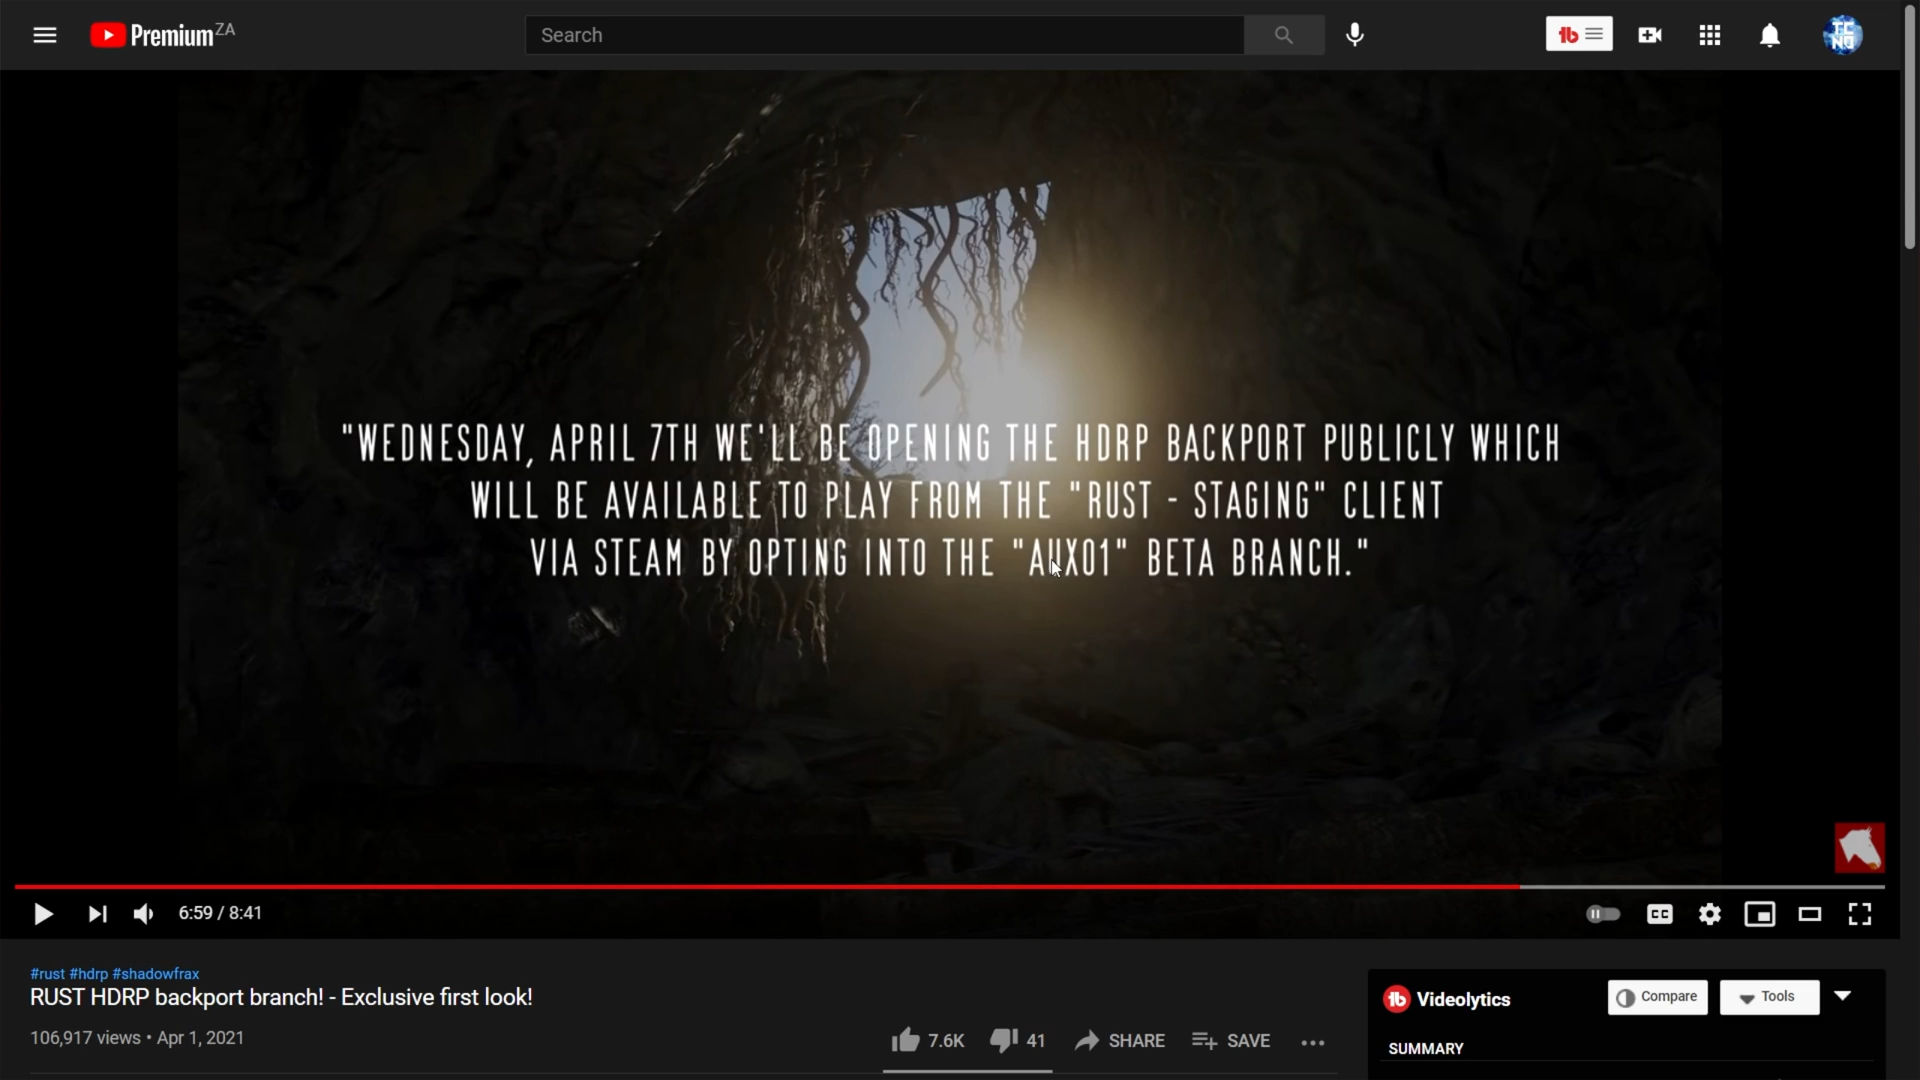 Premium ZA
Search
"WEDNESDAY, APRIL 7TH WE'LL BE OPENING THE HDRP BACKPORT PUBLICLY WHICH
WILL BE AVAILABLE TO PLAY FROM THE "RUST - STAGING" CLIENT
VIA STEAM BY OPTING INTO THE "AUX01" BETA BRANCH."
6:59 / 8:41
CC
#rust #hdrp #shadowfrax
RUST HDRP backport branch! - Exclusive first look!
106,917 views • Apr 1, 2021
7.6K 41 SHARE SAVE
Videolytics
Compare
Tools
SUMMARY